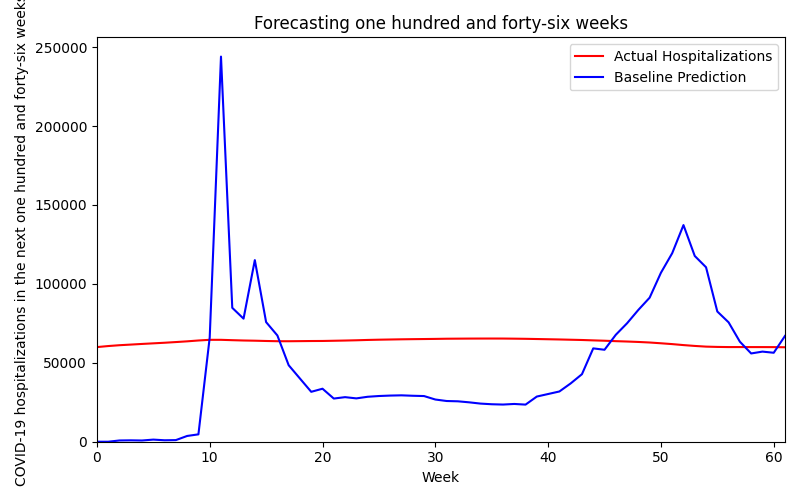 Forecasting one hundred and forty-six weeks
COVID-19 hospitalizations in the next one hundred and forty-six weeks
250000
200000
150000
100000
50000
0
Actual Hospitalizations
Baseline Prediction
0 10 20 30 40 50 60
Week